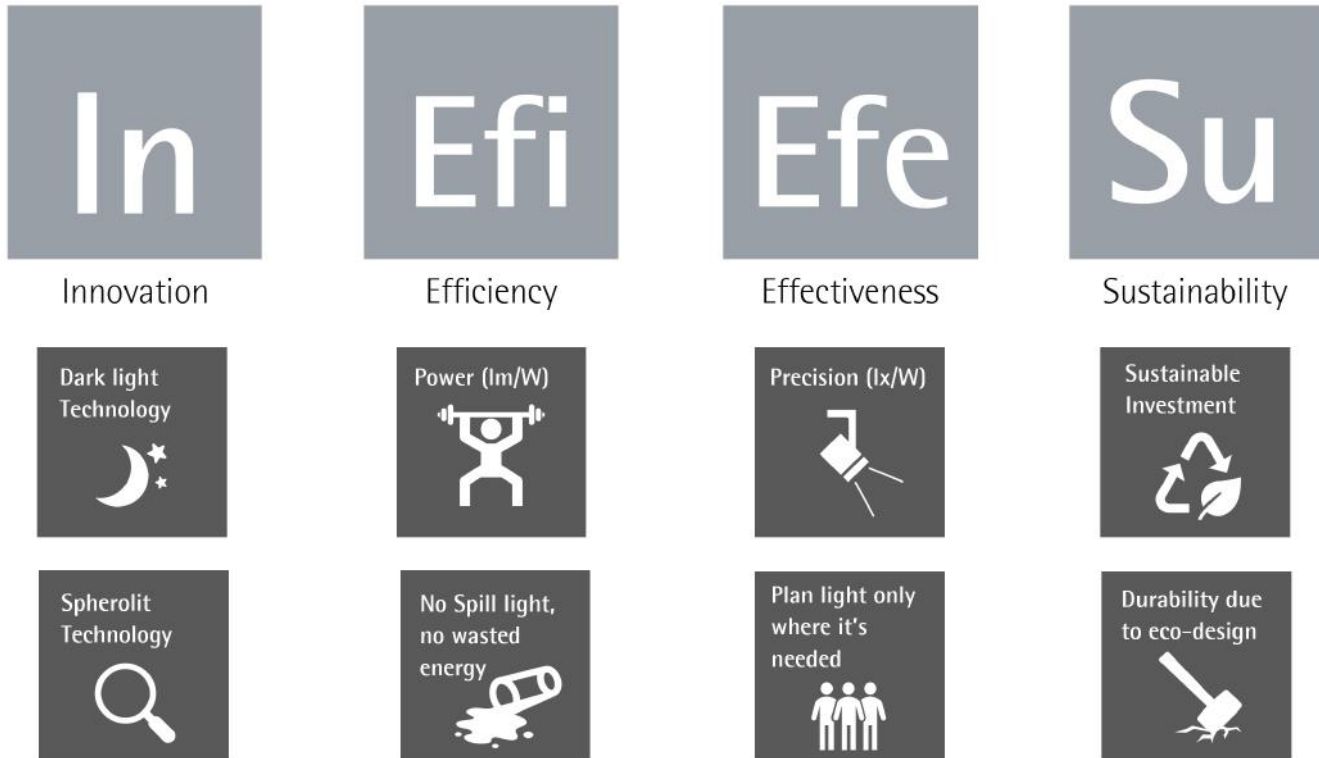 In
Efi
Efe
Su
Innovation
Efficiency
Effectiveness
Sustainability
Dark light
Technology
Power (lm/W)
Precision (lx/W)
Sustainable
Investment
Spherolit
Technology
No Spill light,
no wasted
energy
Plan light only
where it's
needed
Durability due
to eco-design